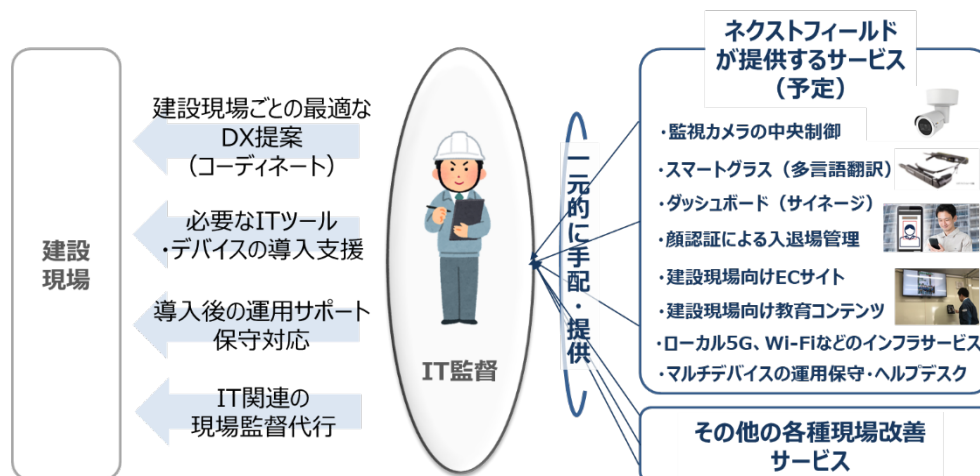 建設
現場
建設現場ごとの最適な
DX提案
（コーディネート）
必要なITツール
・デバイスの導入支援
導入後の運用サポート
保守対応
IT関連の
現場監督代行
IT監督
一元的に手配・提供
ネクストフィールド
が提供するサービス
（予定）
・監視カメラの中央制御
・スマートグラス（多言語翻訳）
・ダッシュボード（サイネージ）
・顔認証による入退場管理
・建設現場向けECサイト
・建設現場向け教育コンテンツ
・ローカル5G、Wi-Fiなどのインフラサービス
・マルチデバイスの運用保守・ヘルプデスク
その他の各種現場改善
サービス